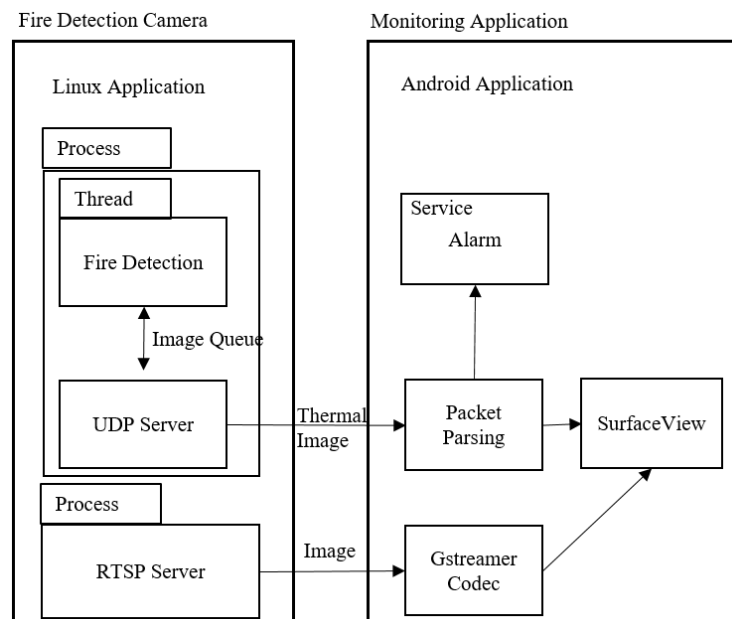 Fire Detection Camera
Monitoring Application
Linux Application
Android Application
Process
Thread
Fire Detection
Image Queue
UDP Server
Service
Alarm
Thermal
Image
Packet
Parsing
SurfaceView
Process
RTSP Server
Image
Gstreamer
Codec